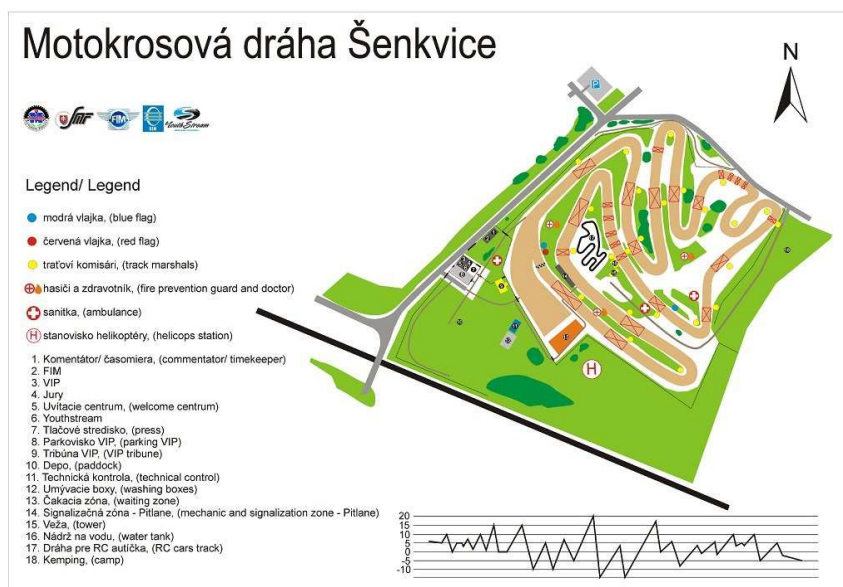 Motokrosová dráha Šenkvice
N
FIM
YouthStream
P
Legend/ Legend
modrá vlajka, (blue flag)
červená vlajka, (red flag)
traťoví komisári, (track marshals)
hasiči a zdravotník, (fire prevention guard and doctor)
sanitka, (ambulance)
H stanovisko helikoptéry, (helicops station)
1. Komentátor/ časomiera, (commentator/ timekeeper)
2. FIM
3. VIP
4. Jury
5. Uvítacie centrum, (welcome centrum)
6. Youthstream
7. Tlačové stredisko, (press)
8. Parkovisko VIP, (parking VIP)
9. Tribúna VIP, (VIP tribune)
10. Depo, (paddock)
11. Technická kontrola, (technical control)
12. Umývacie boxy, (washing boxes)
13. Čakacia zóna, (waiting zone)
14. Signalizačná zóna - Pitlane, (mechanic and signalization zone - Pitlane)
15. Veža, (tower)
16. Nádrž na vodu, (water tank)
17. Dráha pre RC autíčka, (RC cars track)
18. Kemping, (camp)
H
20
15
10
5
0
-5
-10